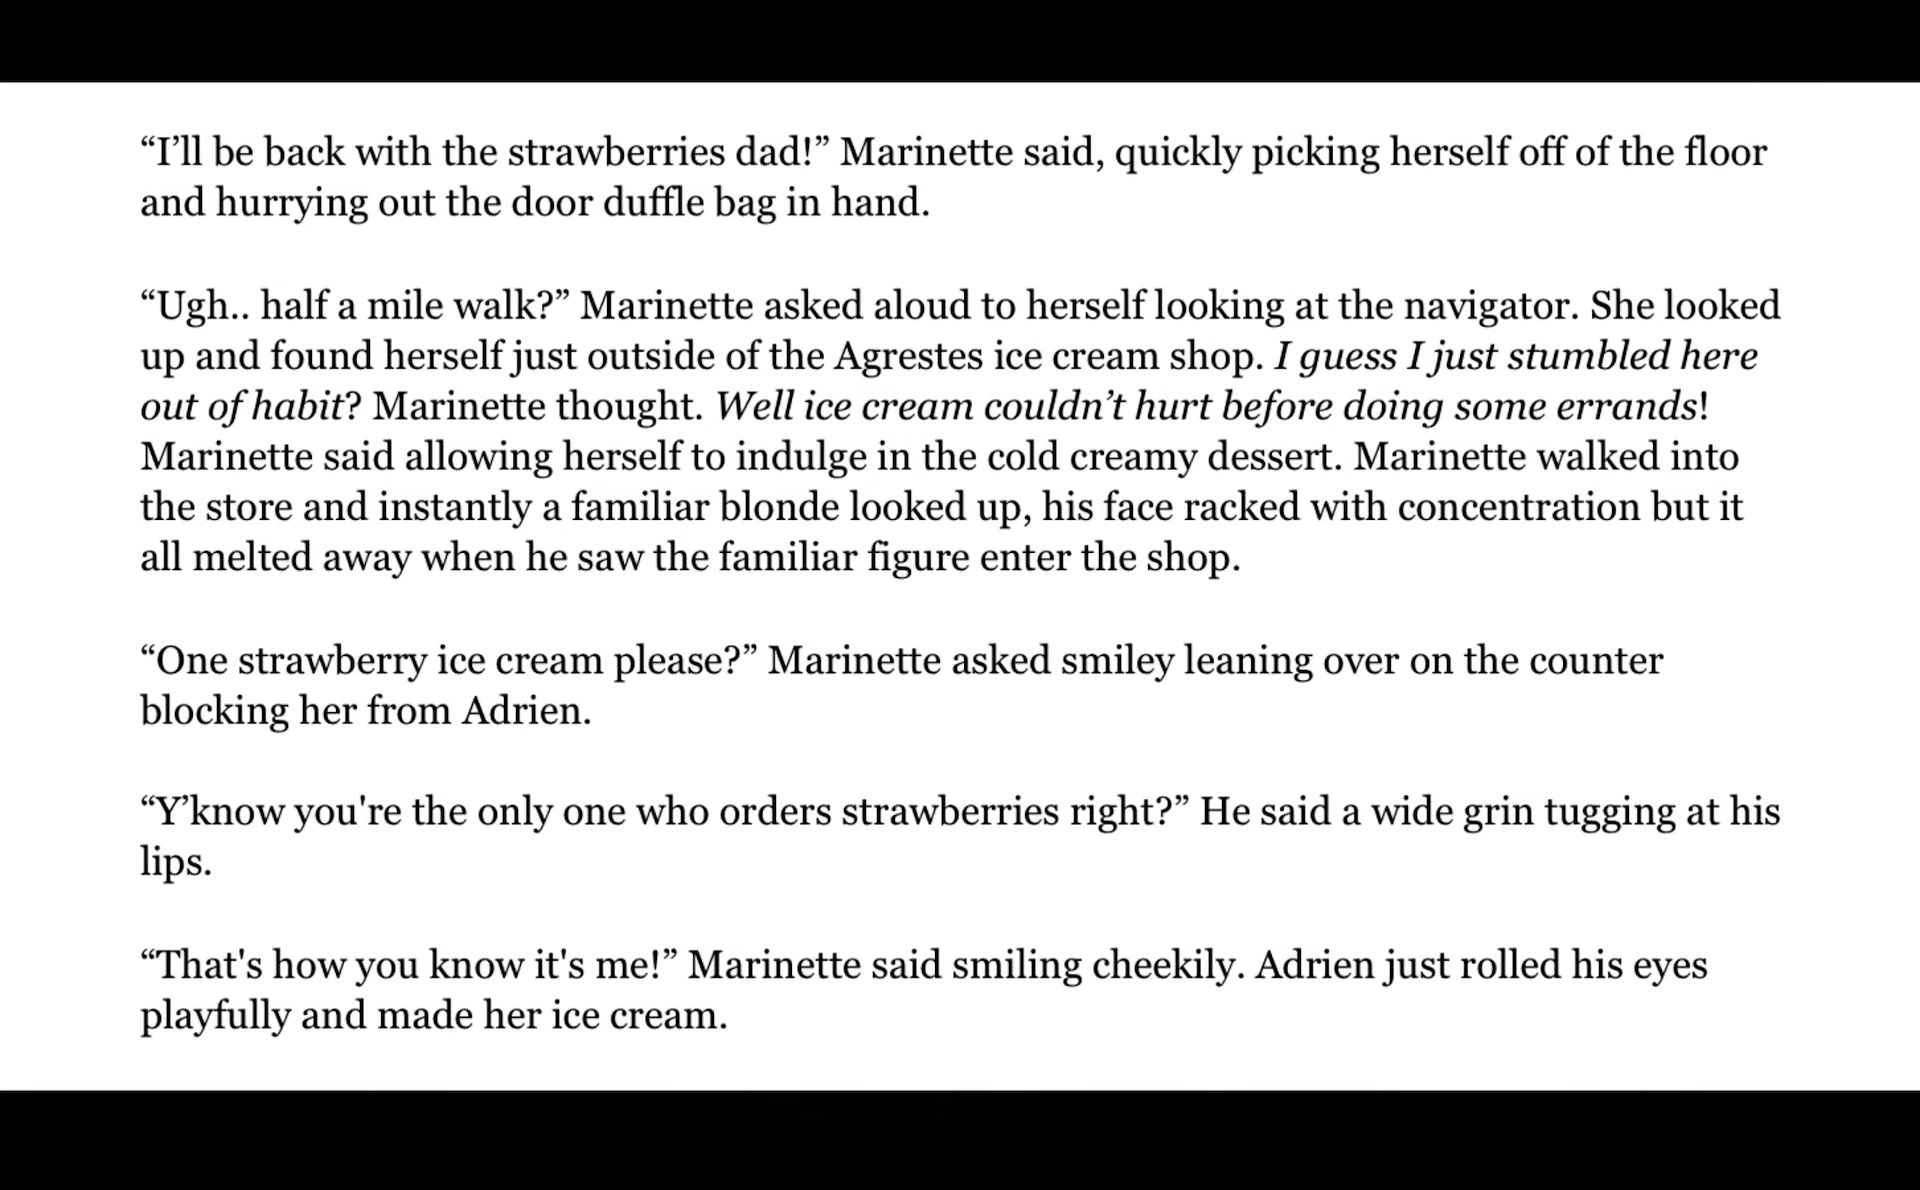 “I’ll be back with the strawberries dad!” Marinette said, quickly picking herself off of the floor
and hurrying out the door duffle bag in hand.
“Ugh.. half a mile walk?” Marinette asked aloud to herself looking at the navigator. She looked
up and found herself just outside of the Agrestes ice cream shop. I guess I just stumbled here
out of habit? Marinette thought. Well ice cream couldn’t hurt before doing some errands!
Marinette said allowing herself to indulge in the cold creamy dessert. Marinette walked into
the store and instantly a familiar blonde looked up, his face racked with concentration but it
all melted away when he saw the familiar figure enter the shop.
“One strawberry ice cream please?” Marinette asked smiley leaning over on the counter
blocking her from Adrien.
“Y’know you're the only one who orders strawberries right?” He said a wide grin tugging at his
lips.
“That's how you know it's me!” Marinette said smiling cheekily. Adrien just rolled his eyes
playfully and made her ice cream.